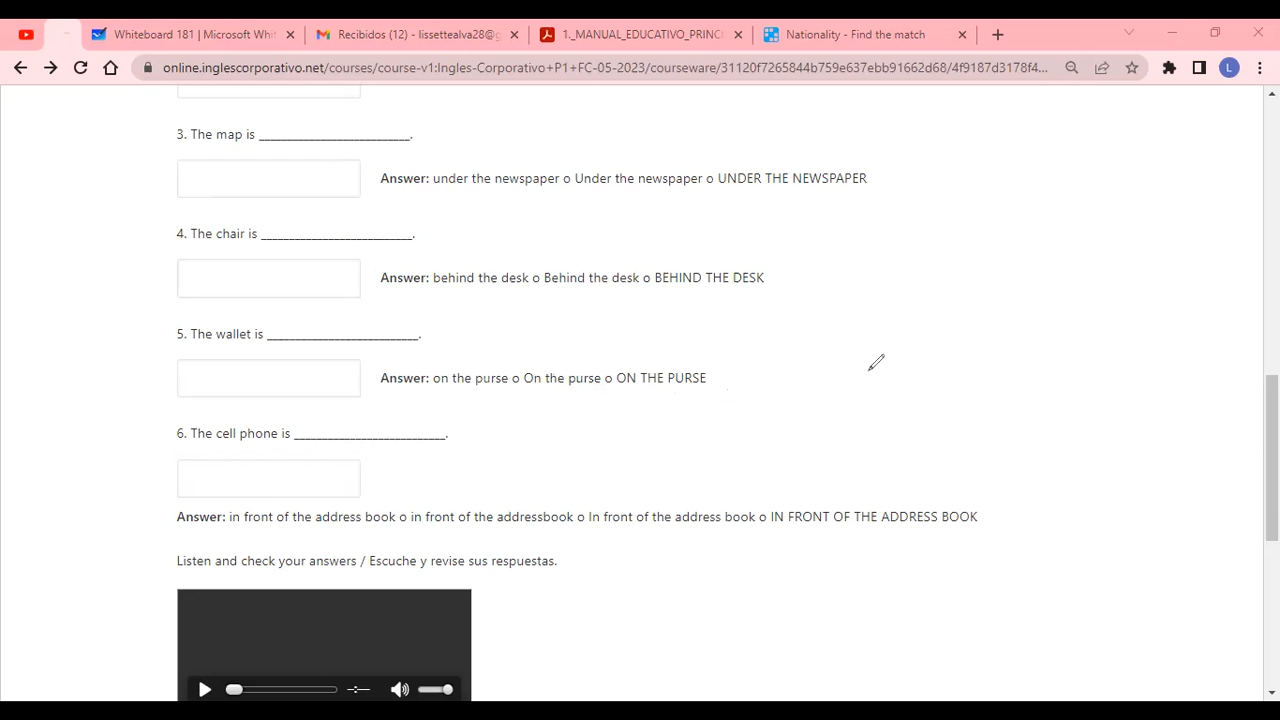 Whiteboard 181 | Microsoft Whit
Recibidos (12) - lissettealva28@g
1._MANUAL_EDUCATIVO_PRINC
Nationality - Find the match
online.inglescorporativo.net/courses/course-v1:Ingles-Corporativo+P1+FC-05-2023/courseware/31120f7265844b759e637ebb91662d68/4f9187d3178f4...
L
3. The map is _________________________.
Answer: under the newspaper o Under the newspaper o UNDER THE NEWSPAPER
4. The chair is _________________________.
Answer: behind the desk o Behind the desk o BEHIND THE DESK
5. The wallet is _________________________.
Answer: on the purse o On the purse o ON THE PURSE
6. The cell phone is _________________________.
Answer: in front of the address book o in front of the addressbook o In front of the address book o IN FRONT OF THE ADDRESS BOOK
Listen and check your answers / Escuche y revise sus respuestas.
-:--